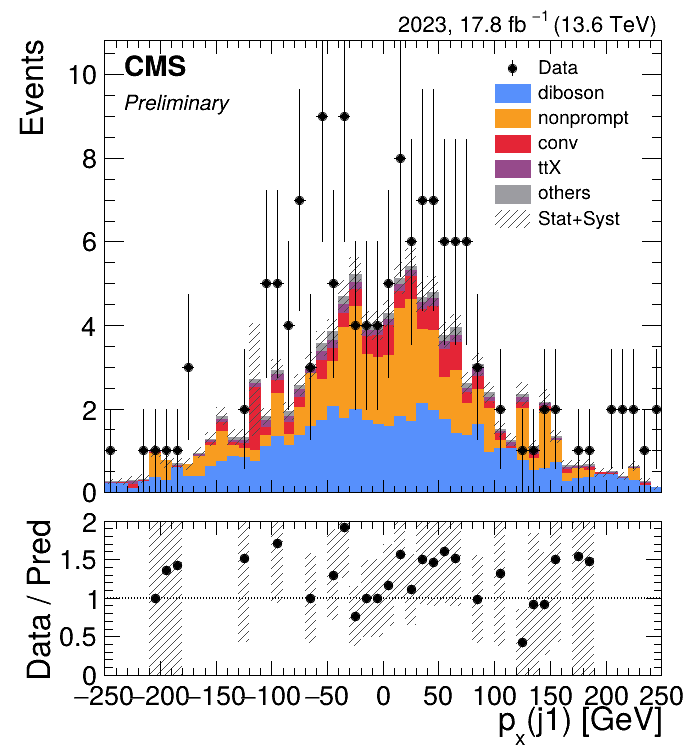 2023, 17.8 fb⁻¹ (13.6 TeV)
Events
10
8
6
4
2
0
CMS
Preliminary
Data
diboson
nonprompt
conv
ttX
others
Stat+Syst
Data / Pred
2
1.5
1
0.5
0
−250 −200 −150 −100 −50 0 50 100 150 200 250
pₓ(j1) [GeV]